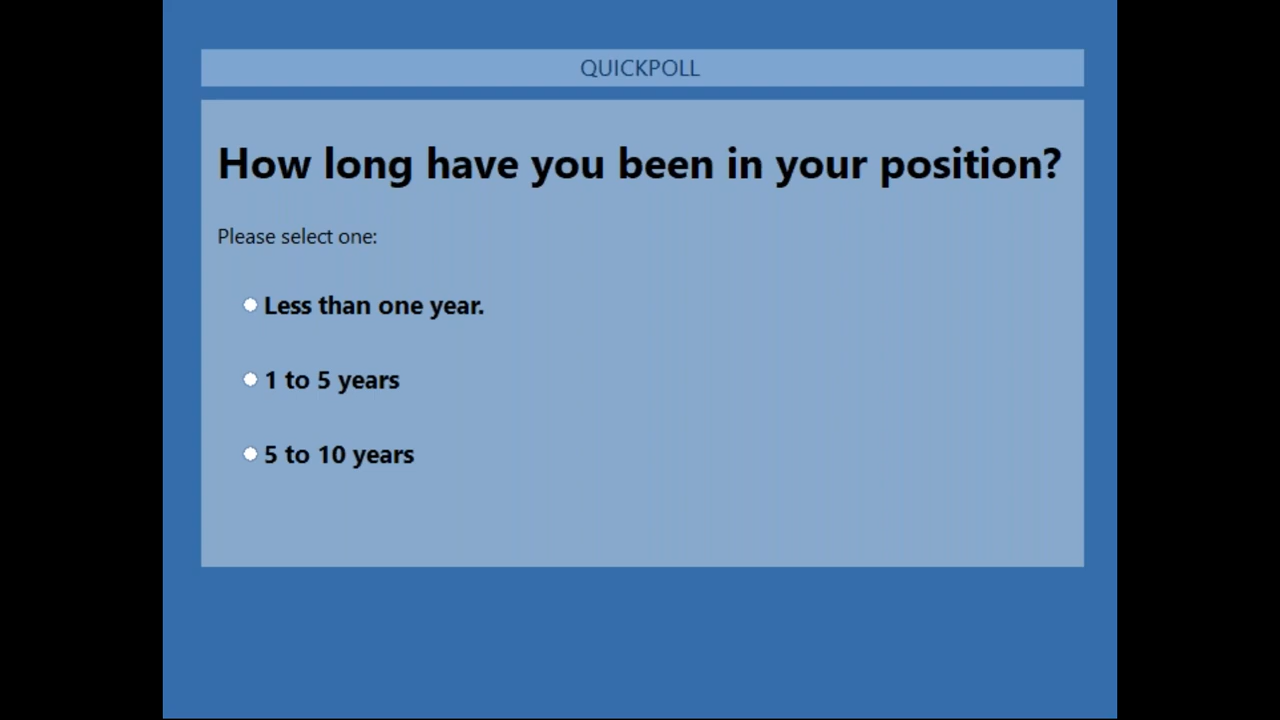 QUICKPOLL
How long have you been in your position?
Please select one:
Less than one year.
1 to 5 years
5 to 10 years